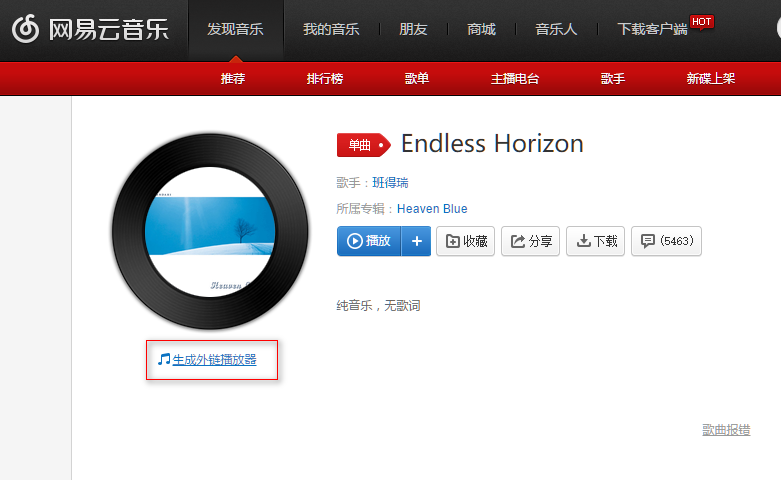 网易云音乐
发现音乐 我的音乐 朋友 商城 音乐人 下载客户端 HOT
推荐 排行榜 歌单 主播电台 歌手 新碟上架
单曲 Endless Horizon
歌手：班得瑞
所属专辑：Heaven Blue
播放 + 收藏 分享 下载 (5463)
纯音乐，无歌词
Heaven
生成外链播放器
歌曲报错